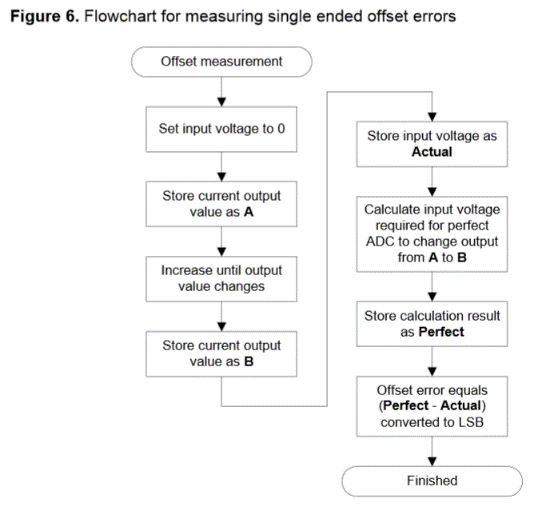 Figure 6. Flowchart for measuring single ended offset errors
Offset measurement
Set input voltage to 0
Store current output
value as A
Increase until output
value changes
Store current output
value as B
Store input voltage as
Actual
Calculate input voltage
required for perfect
ADC to change output
from A to B
Store calculation result
as Perfect
Offset error equals
(Perfect - Actual)
converted to LSB
Finished